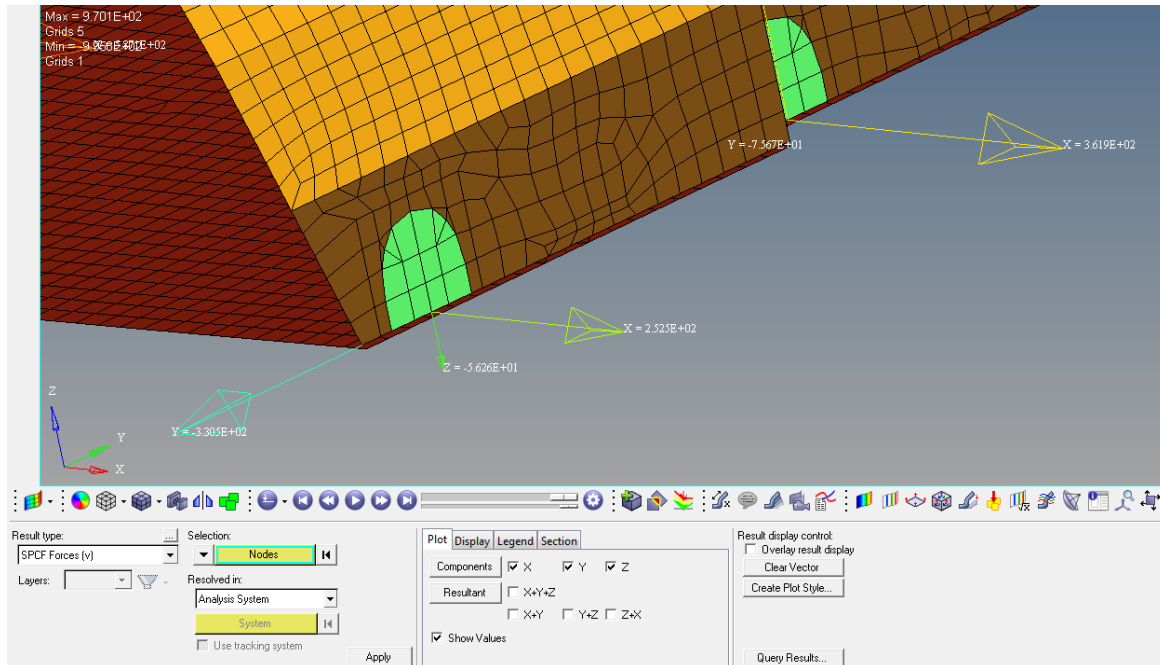 Max = 9.701E+02
Grids 5
Grids 1
Y = -7.567E+01
X = 3.619E+02
X = 2.525E+02
Z = -5.626E+01
Y = -3.305E+02
Z
Y
X
Result type:
...
Selection:
Plot Display Legend Section
Result display control:
SPCF Forces (v)
Nodes
Overlay result display
Components X Y Z
Clear Vector
Layers:
Resolved in:
Analysis System
Resultant X+Y+Z
Create Plot Style...
System
X+Y Y+Z Z+X
Use tracking system
Show Values
Apply
Query Results...